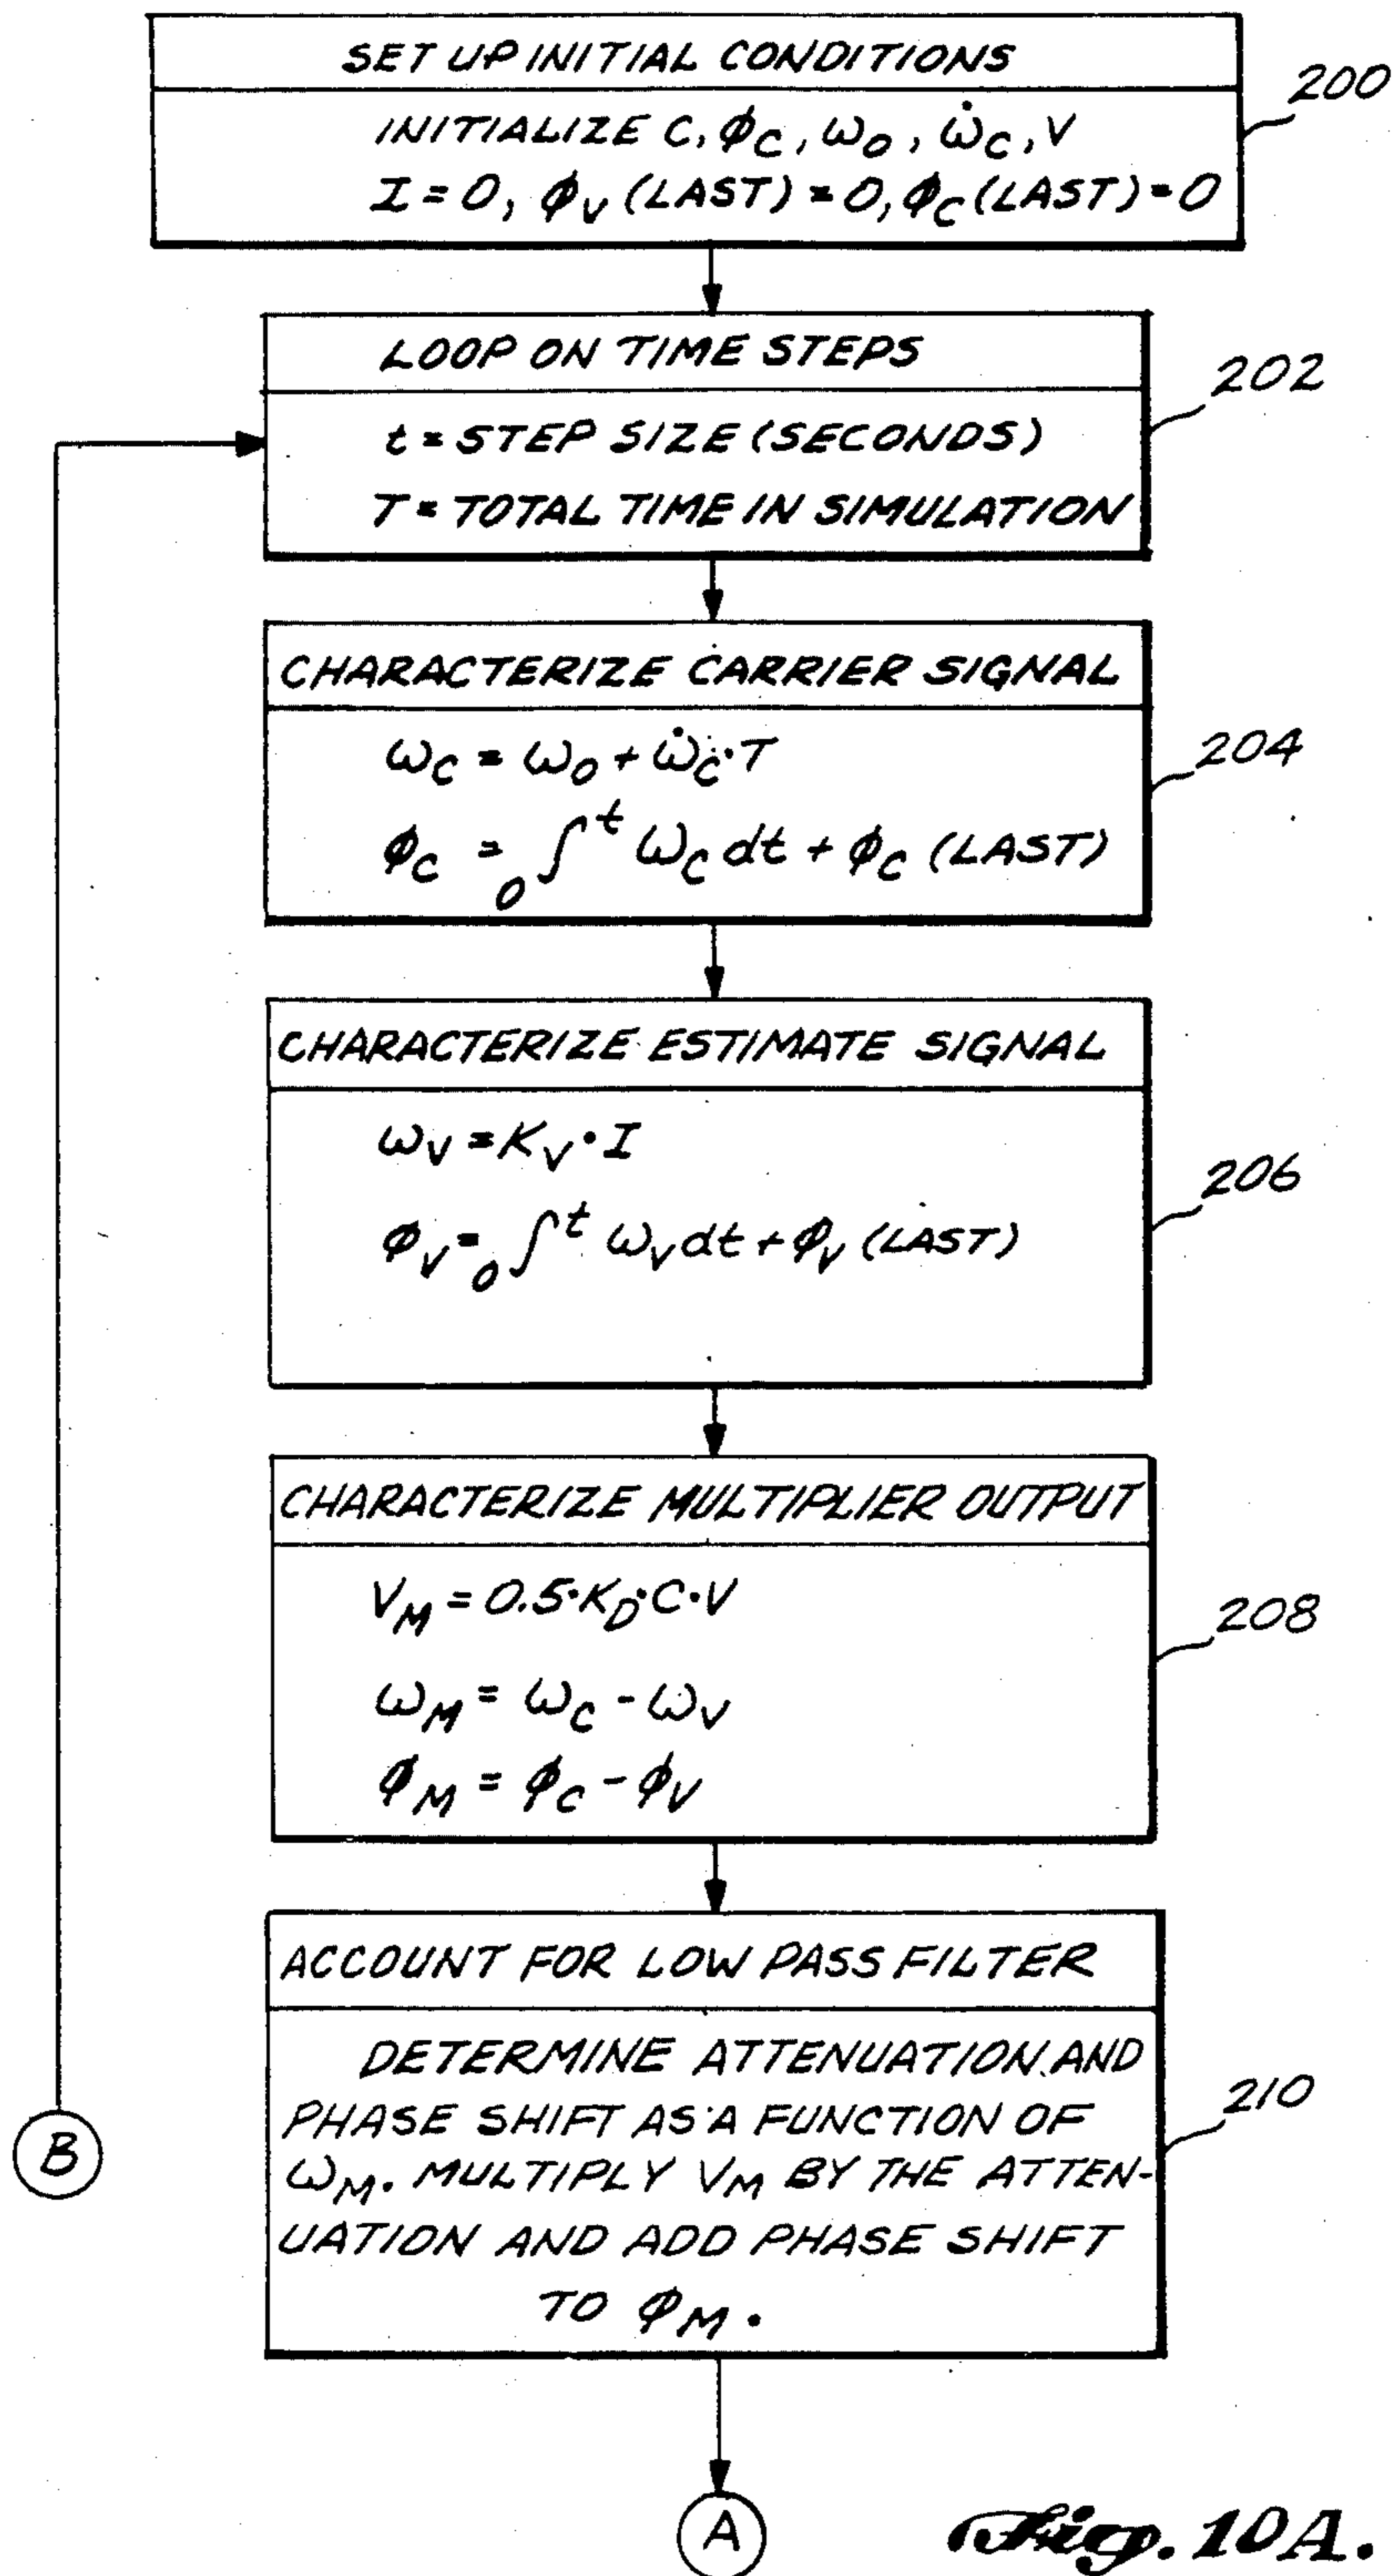 SET UP INITIAL CONDITIONS
INITIALIZE C, ϕC, ωO, ω̇C, V
I = 0, ϕV (LAST) = 0, ϕC (LAST) = 0
200
LOOP ON TIME STEPS
t = STEP SIZE (SECONDS)
T = TOTAL TIME IN SIMULATION
202
CHARACTERIZE CARRIER SIGNAL
ωC = ωO + ω̇C · T
ϕC = 0∫t ωC dt + ϕC (LAST)
204
CHARACTERIZE ESTIMATE SIGNAL
ωV = KV · I
ϕV = 0∫t ωV dt + ϕV (LAST)
206
CHARACTERIZE MULTIPLIER OUTPUT
VM = 0.5·KD·C·V
ωM = ωC - ωV
ϕM = ϕC - ϕV
208
ACCOUNT FOR LOW PASS FILTER
DETERMINE ATTENUATION AND
PHASE SHIFT AS A FUNCTION OF
ωM. MULTIPLY VM BY THE ATTEN-
UATION AND ADD PHASE SHIFT
TO ϕM.
210
B
A
Fig. 10A.